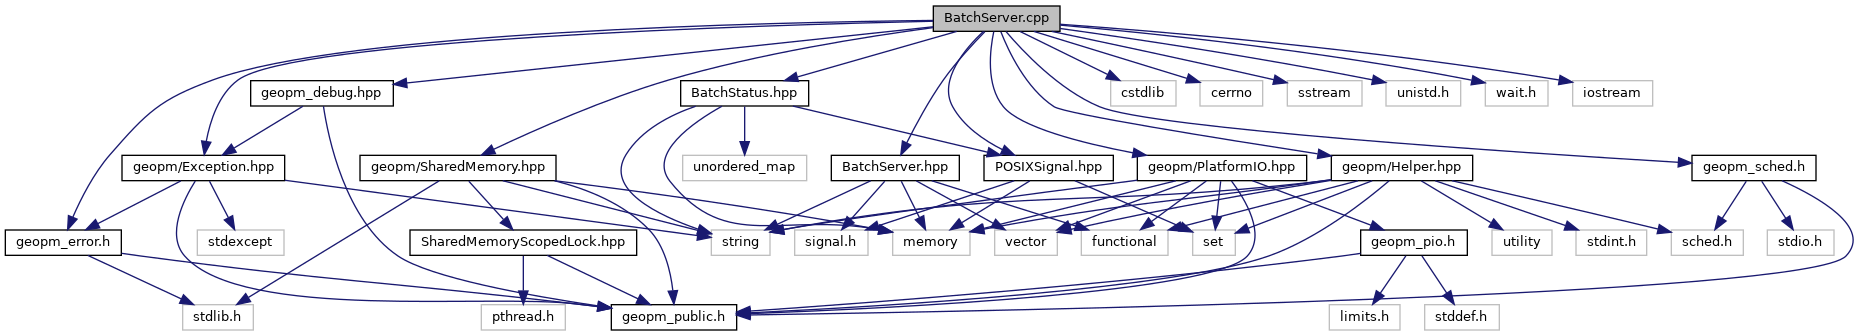 BatchServer.cpp
geopm_debug.hpp
BatchStatus.hpp
cstdlib
cerrno
sstream
unistd.h
wait.h
iostream
geopm/Exception.hpp
geopm/SharedMemory.hpp
unordered_map
BatchServer.hpp
POSIXSignal.hpp
geopm/PlatformIO.hpp
geopm/Helper.hpp
geopm_sched.h
geopm_error.h
stdexcept
SharedMemoryScopedLock.hpp
string
signal.h
memory
vector
functional
set
geopm_pio.h
utility
stdint.h
sched.h
stdio.h
stdlib.h
pthread.h
geopm_public.h
limits.h
stddef.h